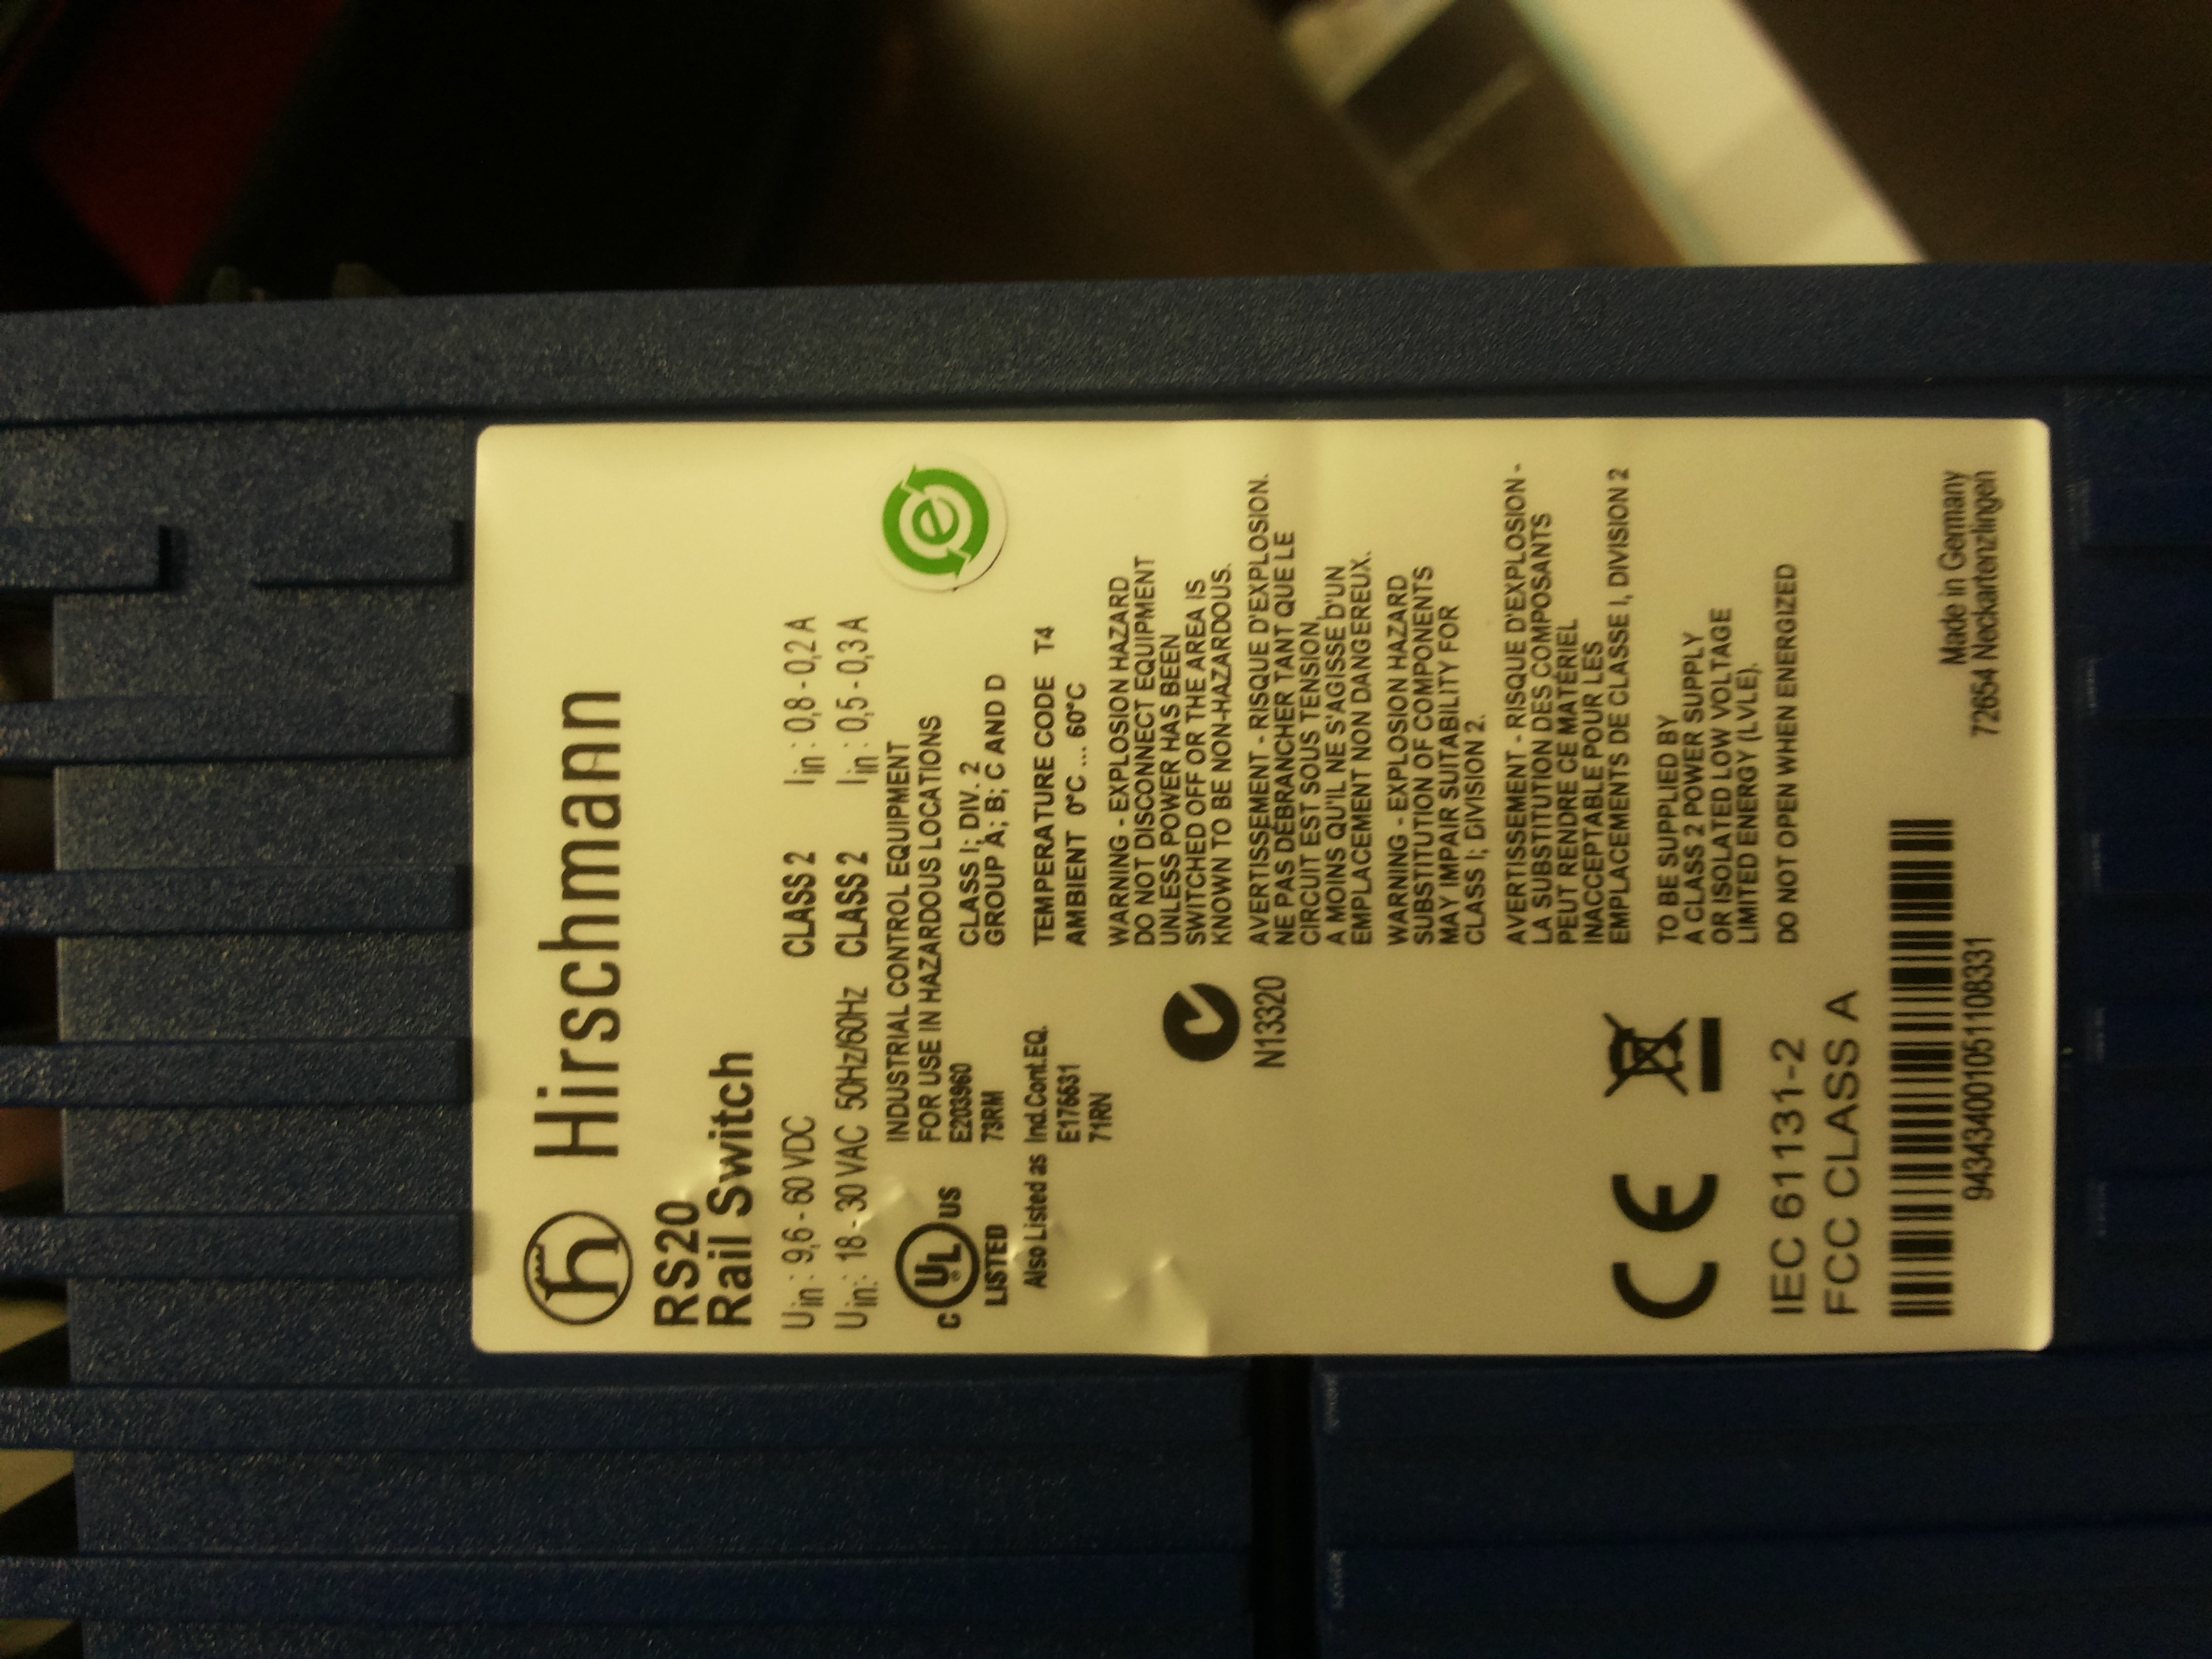 h Hirschmann
RS20
Rail Switch
Uin : 9,6 - 60 VDC CLASS 2 Iin : 0,8 - 0,2 A
Uin : 18 - 30 VAC 50Hz/60Hz CLASS 2 Iin : 0,5 - 0,3 A
C UL US
LISTED
INDUSTRIAL CONTROL EQUIPMENT
FOR USE IN HAZARDOUS LOCATIONS
E203960 CLASS I; DIV. 2
73RM GROUP A; B; C AND D
e
Also Listed as Ind.Cont.EQ.
E176631
71RN
TEMPERATURE CODE T4
AMBIENT 0°C ... 60°C
WARNING - EXPLOSION HAZARD
DO NOT DISCONNECT EQUIPMENT
UNLESS POWER HAS BEEN
SWITCHED OFF OR THE AREA IS
KNOWN TO BE NON-HAZARDOUS.
N13320
AVERTISSEMENT - RISQUE D'EXPLOSION.
NE PAS DÉBRANCHER TANT QUE LE
CIRCUIT EST SOUS TENSION,
A MOINS QU'IL NE S'AGISSE D'UN
EMPLACEMENT NON DANGEREUX.
WARNING - EXPLOSION HAZARD
SUBSTITUTION OF COMPONENTS
MAY IMPAIR SUITABILITY FOR
CLASS I; DIVISION 2.
AVERTISSEMENT - RISQUE D'EXPLOSION -
LA SUBSTITUTION DES COMPOSANTS
PEUT RENDRE CE MATÉRIEL
INACCEPTABLE POUR LES
EMPLACEMENTS DE CLASSE I, DIVISION 2
TO BE SUPPLIED BY
A CLASS 2 POWER SUPPLY
OR ISOLATED LOW VOLTAGE
LIMITED ENERGY (LVLE).
DO NOT OPEN WHEN ENERGIZED
CE
IEC 61131-2
FCC CLASS A
943434001051108331
Made in Germany
72654 Neckartenzlingen